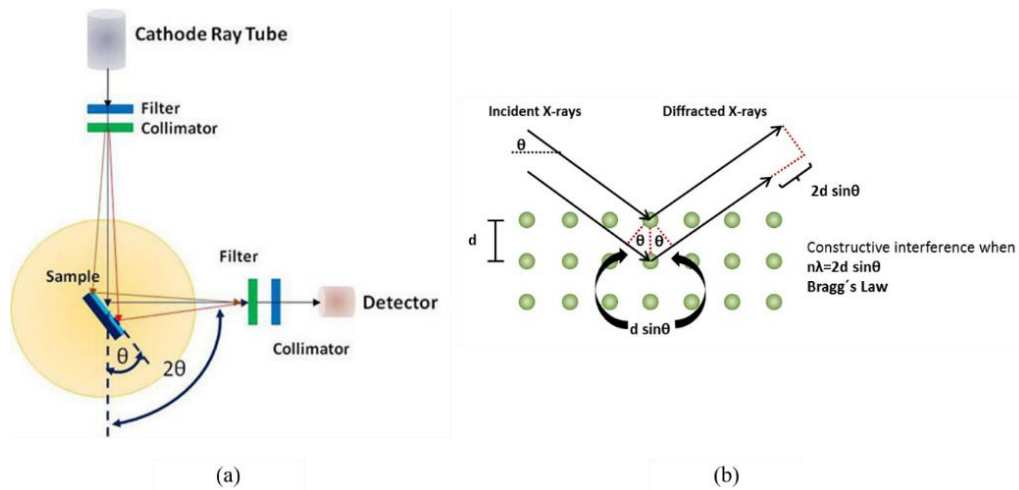 Cathode Ray Tube
Filter
Collimator
Sample
Filter
Detector
Collimator
θ
2θ
(a)
Incident X-rays
Diffracted X-rays
θ
2d sinθ
d
θ θ
Constructive interference when
nλ=2d sinθ
Bragg´s Law
d sinθ
(b)